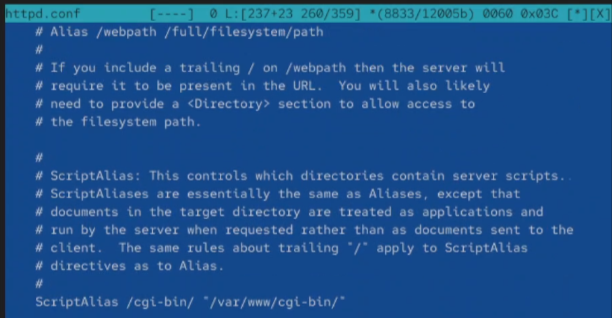 httpd.conf [----] 0 L:[237+23 260/359] *(8833/12005b) 0060 0x03C [*][X]
# Alias /webpath /full/filesystem/path
#
# If you include a trailing / on /webpath then the server will
# require it to be present in the URL. You will also likely
# need to provide a <Directory> section to allow access to
# the filesystem path.
#
# ScriptAlias: This controls which directories contain server scripts.
# ScriptAliases are essentially the same as Aliases, except that
# documents in the target directory are treated as applications and
# run by the server when requested rather than as documents sent to the
# client. The same rules about trailing "/" apply to ScriptAlias
# directives as to Alias.
#
ScriptAlias /cgi-bin/ "/var/www/cgi-bin/"